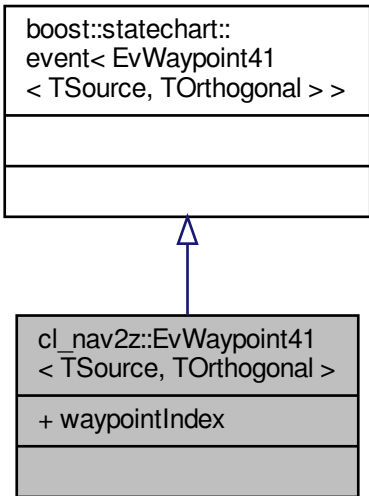 boost::statechart::
event< EvWaypoint41
< TSource, TOrthogonal > >
cl_nav2z::EvWaypoint41
< TSource, TOrthogonal >
+ waypointIndex